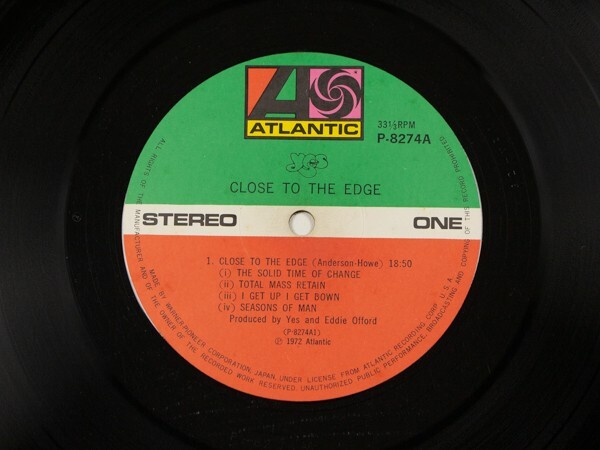 ATLANTIC
33⅓RPM
P-8274A
yes
CLOSE TO THE EDGE
STEREO
ONE
1. CLOSE TO THE EDGE (Anderson-Howe) 18:50
(i) THE SOLID TIME OF CHANGE
(ii) TOTAL MASS RETAIN
(iii) I GET UP I GET DOWN
(iv) SEASONS OF MAN
Produced by Yes and Eddie Offord
(P-8274A1)
Ⓟ 1972 Atlantic
MADE BY WARNER-PIONEER CORPORATION, JAPAN, UNDER LICENSE FROM ATLANTIC RECORDING CORP., U.S.A.
ALL RIGHTS OF THE MANUFACTURER AND OF THE OWNER OF THE RECORDED WORK RESERVED. UNAUTHORIZED PUBLIC PERFORMANCE, BROADCASTING AND COPYING OF THIS RECORD PROHIBITED.